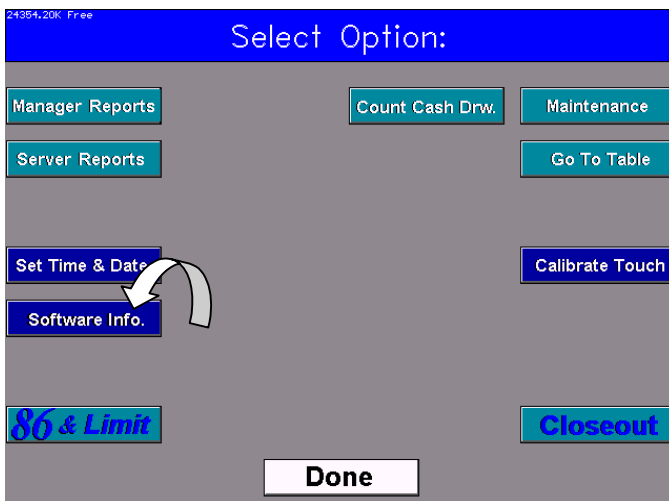 24354.20K Free
Select Option:
Manager Reports
Count Cash Drw.
Maintenance
Server Reports
Go To Table
Set Time & Date
Calibrate Touch
Software Info.
86 & Limit
Closeout
Done